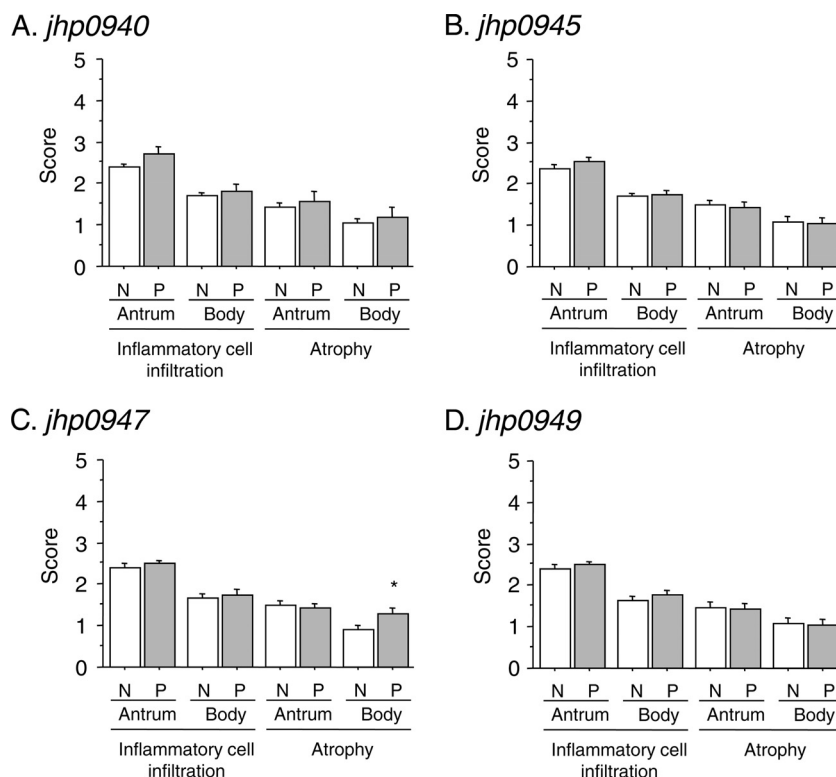 A. jhp0940
5
4
3
2
1
0
Score
N P N P N P N P
Antrum Body Antrum Body
Inflammatory cell
infiltration
Atrophy
B. jhp0945
5
4
3
2
1
0
N P N P N P N P
Antrum Body Antrum Body
Inflammatory cell
infiltration
Atrophy
C. jhp0947
5
4
3
2
1
0
Score
*
N P N P N P N P
Antrum Body Antrum Body
Inflammatory cell
infiltration
Atrophy
D. jhp0949
5
4
3
2
1
0
Score
N P N P N P N P
Antrum Body Antrum Body
Inflammatory cell
infiltration
Atrophy